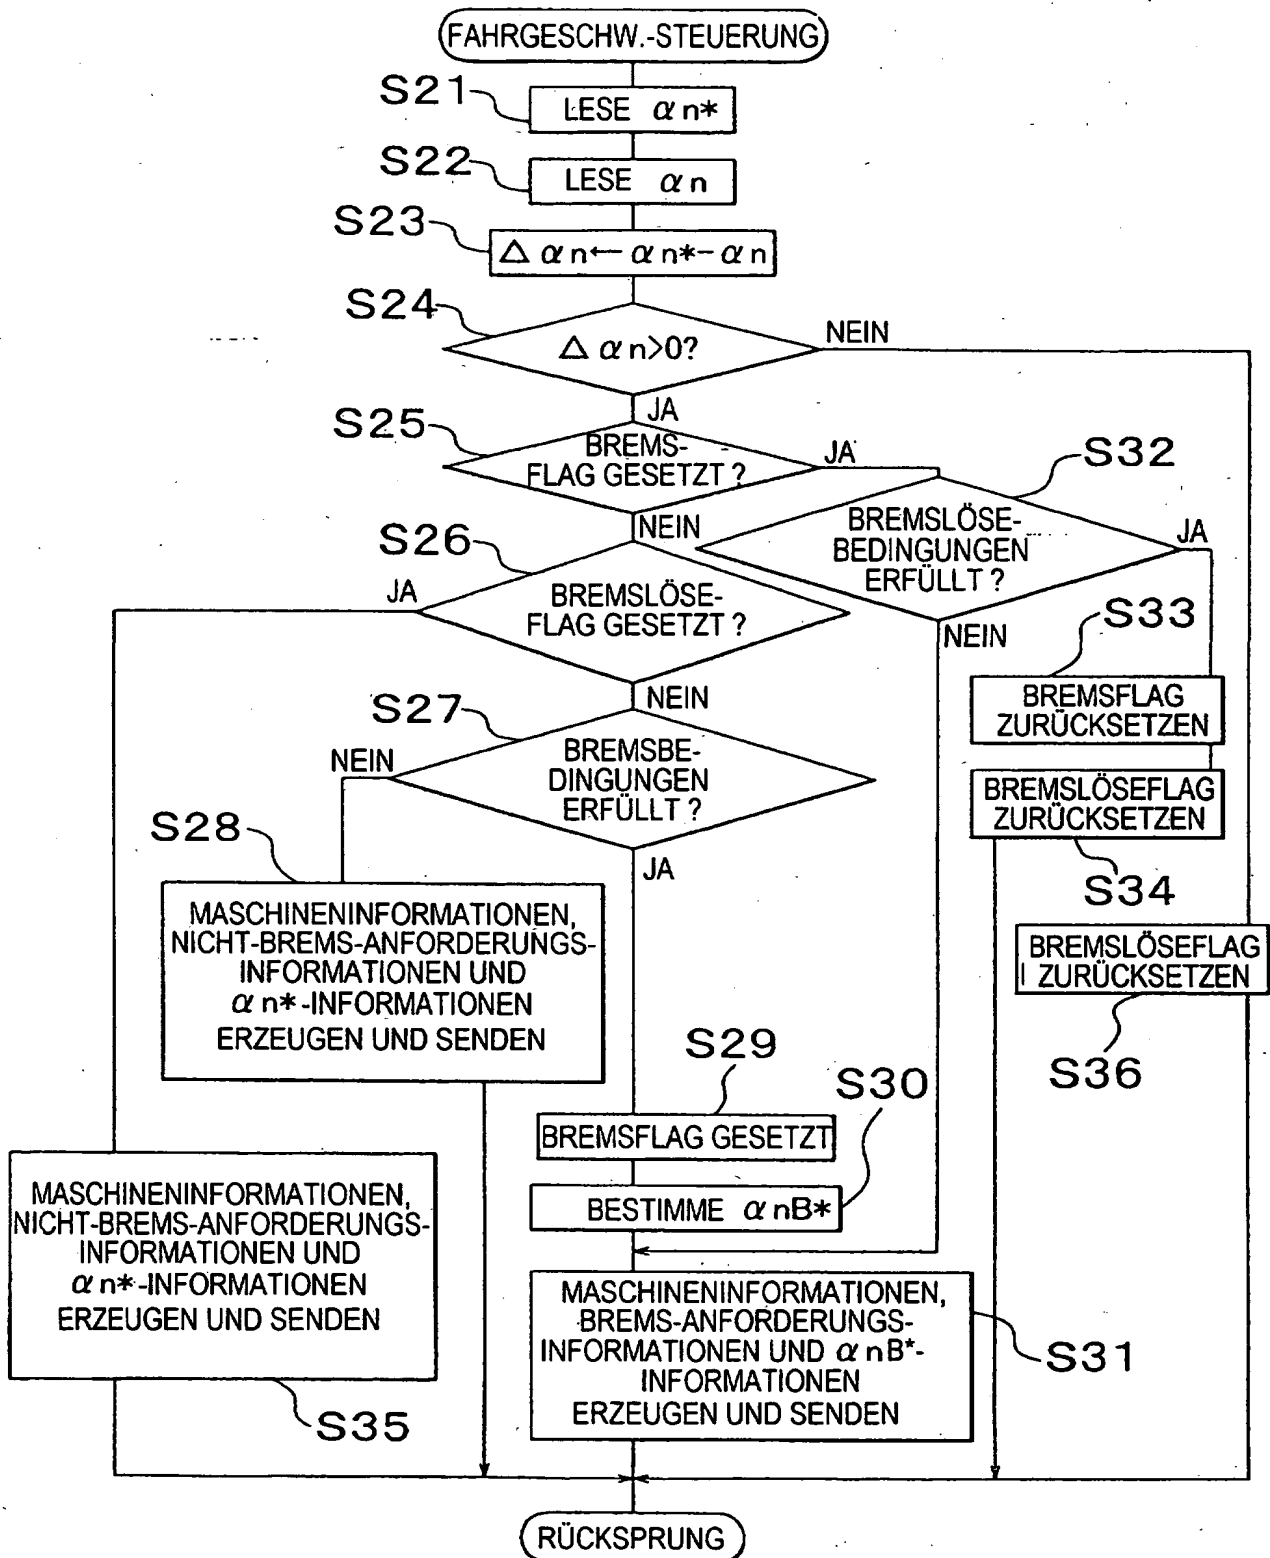 FAHRGESCHW.-STEUERUNG
S21
LESE αn*
S22
LESE αn
S23
△αn←αn*-αn
S24
△αn>0?
NEIN
JA
S25
BREMS-
FLAG GESETZT ?
JA
NEIN
S32
BREMSLÖSE-
BEDINGUNGEN
ERFÜLLT ?
JA
NEIN
S26
JA
BREMSLÖSE-
FLAG GESETZT ?
NEIN
S33
BREMSFLAG
ZURÜCKSETZEN
S27
NEIN
BREMSBE-
DINGUNGEN
ERFÜLLT ?
JA
BREMSLÖSEFLAG
ZURÜCKSETZEN
S34
S28
MASCHINENINFORMATIONEN,
NICHT-BREMS-ANFORDERUNGS-
INFORMATIONEN UND
αn*-INFORMATIONEN
ERZEUGEN UND SENDEN
BREMSLÖSEFLAG
ZURÜCKSETZEN
S36
S29
BREMSFLAG GESETZT
S30
BESTIMME αnB*
MASCHINENINFORMATIONEN,
NICHT-BREMS-ANFORDERUNGS-
INFORMATIONEN UND
αn*-INFORMATIONEN
ERZEUGEN UND SENDEN
S35
MASCHINENINFORMATIONEN,
BREMS-ANFORDERUNGS-
INFORMATIONEN UND αnB*-
INFORMATIONEN
ERZEUGEN UND SENDEN
S31
RÜCKSPRUNG